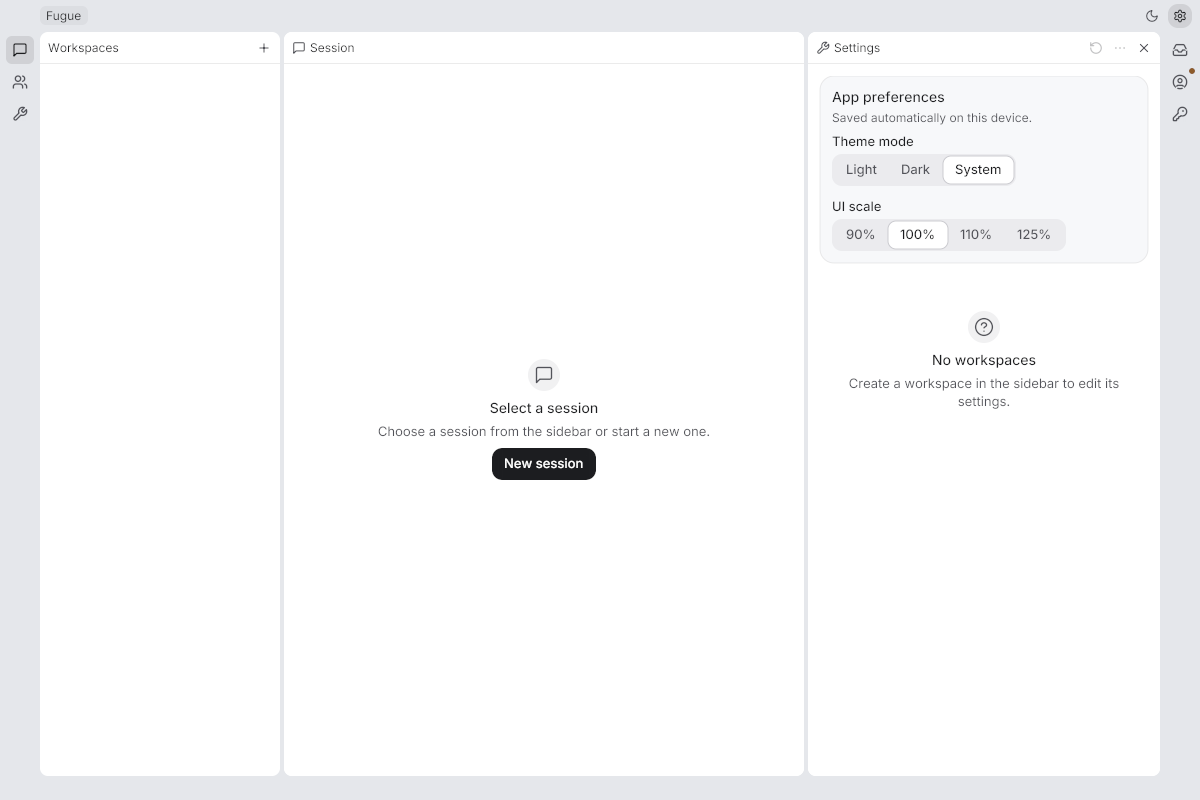 Fugue
Workspaces
Session
Settings
App preferences
Saved automatically on this device.
Theme mode
Light Dark System
UI scale
90% 100% 110% 125%
No workspaces
Create a workspace in the sidebar to edit its
settings.
Select a session
Choose a session from the sidebar or start a new one.
New session